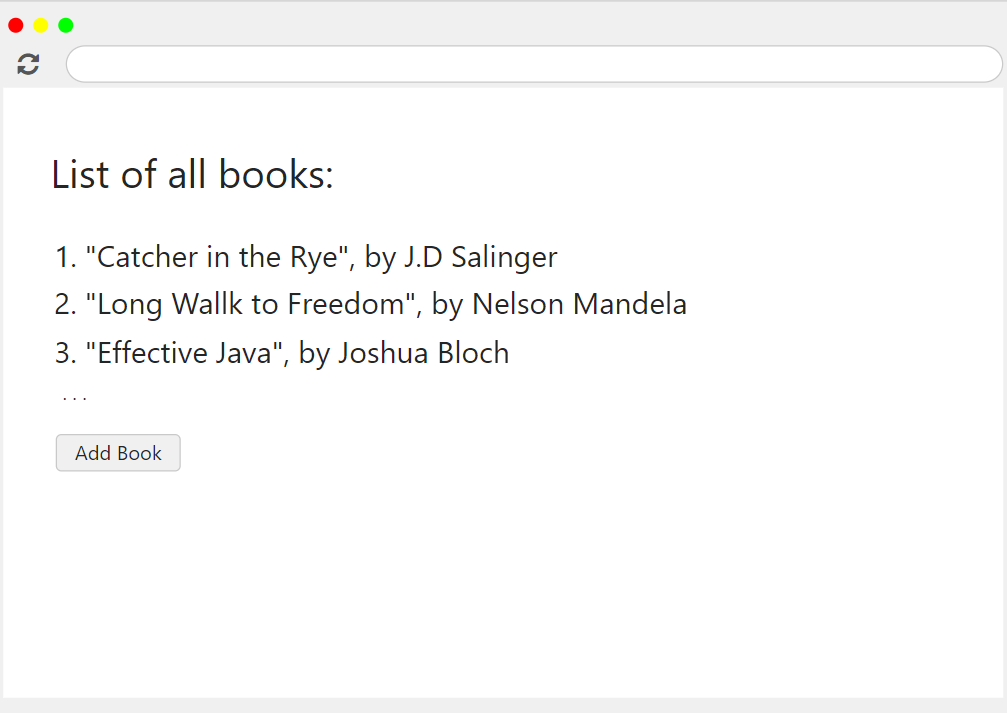 List of all books:
1. "Catcher in the Rye", by J.D Salinger
2. "Long Wallk to Freedom", by Nelson Mandela
3. "Effective Java", by Joshua Bloch
...
Add Book